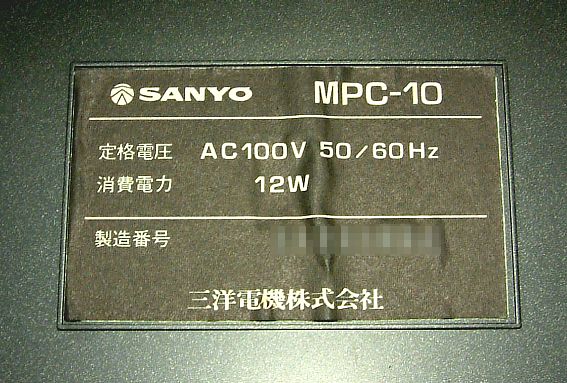 SANYO MPC-10
定格電圧 AC100V 50/60Hz
消費電力 12W
製造番号
三洋電機株式会社